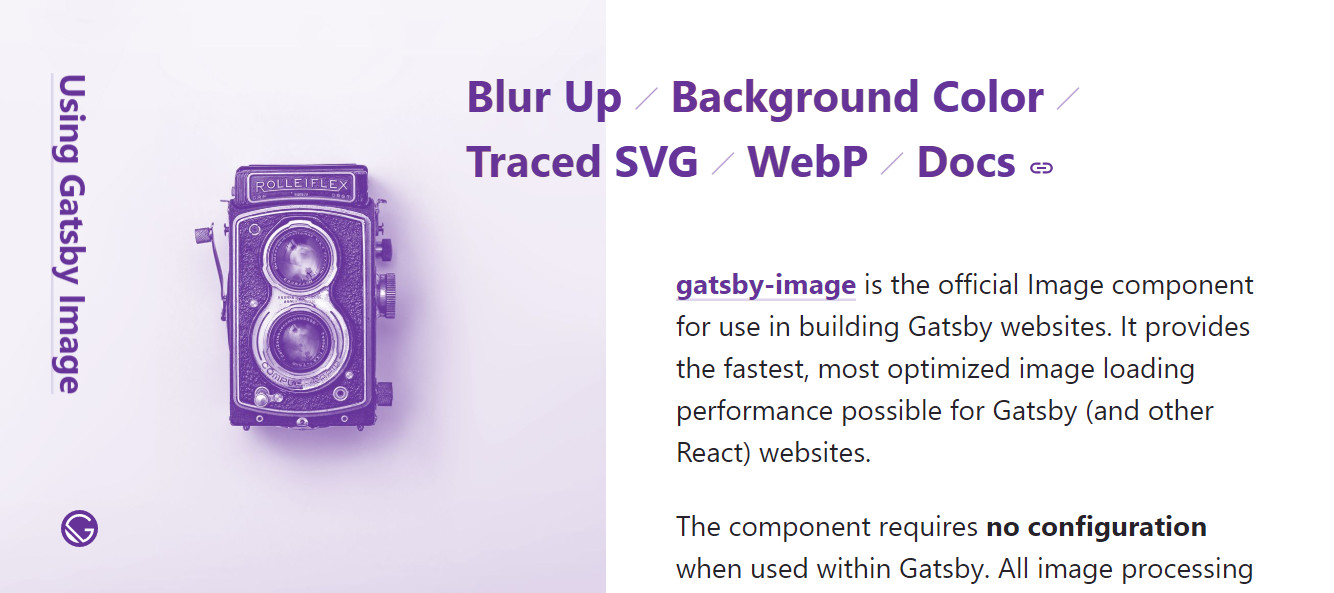 Using Gatsby Image
Blur Up ⁄ Background Color ⁄
Traced SVG ⁄ WebP ⁄ Docs
ROLLEIFLEX
gatsby-image is the official Image component
for use in building Gatsby websites. It provides
the fastest, most optimized image loading
performance possible for Gatsby (and other
React) websites.
The component requires no configuration
when used within Gatsby. All image processing